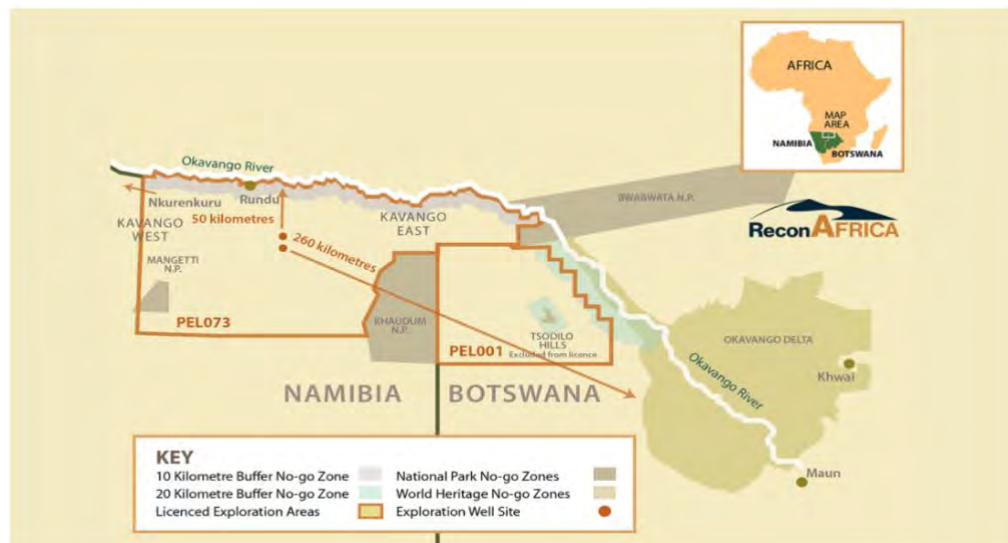 AFRICA
MAP
AREA
NAMIBIA
BOTSWANA
ReconAFRICA
Okavango River
Nkurenkuru
Rundu
KAVANGO
WEST
50 kilometres
KAVANGO
EAST
BWABWATA N.P.
260 kilometres
MANGETTI
N.P.
PEL073
KHAUDUM
N.P.
PEL001
TSODILO
HILLS
Excluded from licence
OKAVANGO DELTA
Okavango River
Khwai
Maun
NAMIBIA
BOTSWANA
KEY
10 Kilometre Buffer No-go Zone
National Park No-go Zones
20 Kilometre Buffer No-go Zone
World Heritage No-go Zones
Licenced Exploration Areas
Exploration Well Site